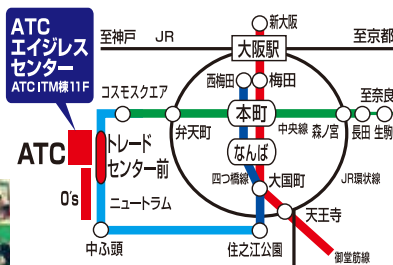 ATC
エイジレス
センター
ATC ITM棟11F
至神戸 JR
新大阪
大阪駅
至京都
西梅田
梅田
至奈良
コスモスクエア
弁天町
本町
中央線
森ノ宮
長田
生駒
ATC
トレード
センター前
なんば
O's
ニュートラム
四つ橋線
大国町
JR環状線
天王寺
中ふ頭
住之江公園
御堂筋線